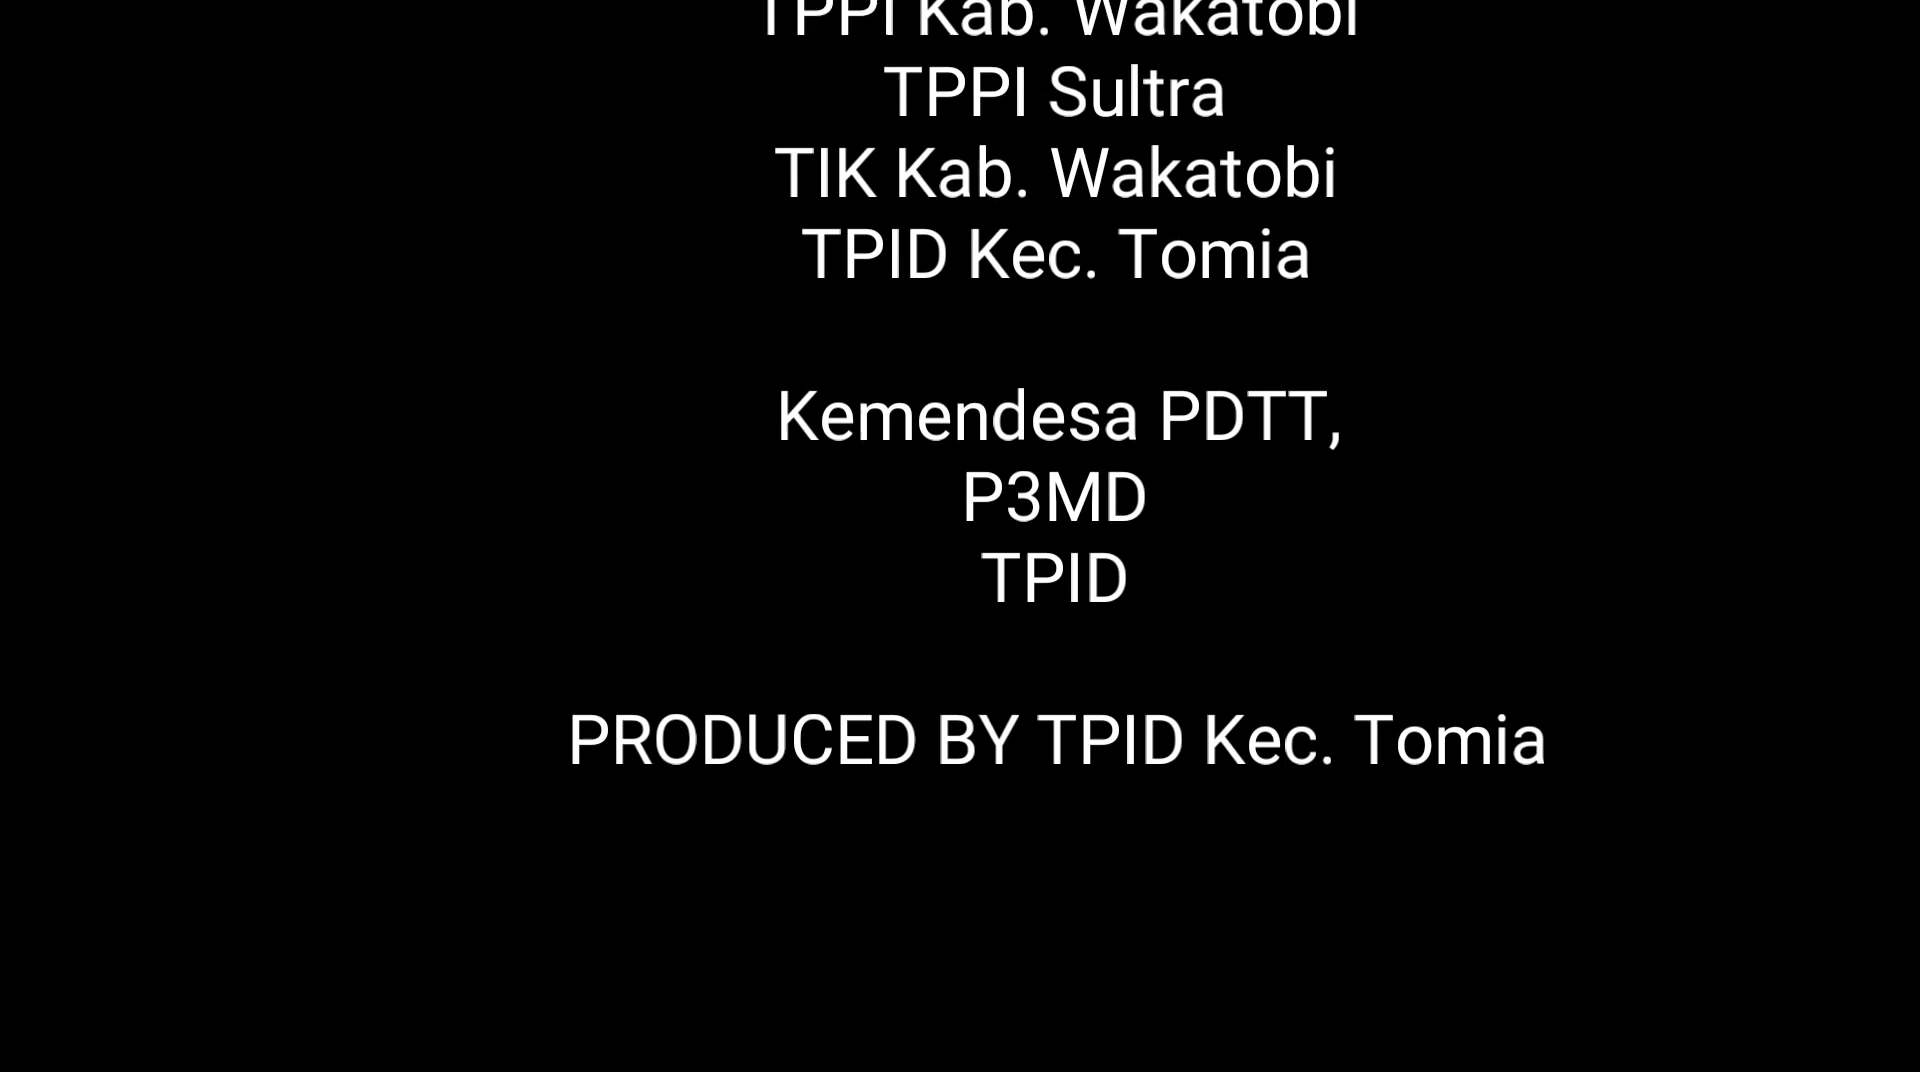 TPPI Kab. Wakatobi
TPPI Sultra
TIK Kab. Wakatobi
TPID Kec. Tomia
Kemendesa PDTT,
P3MD
TPID
PRODUCED BY TPID Kec. Tomia